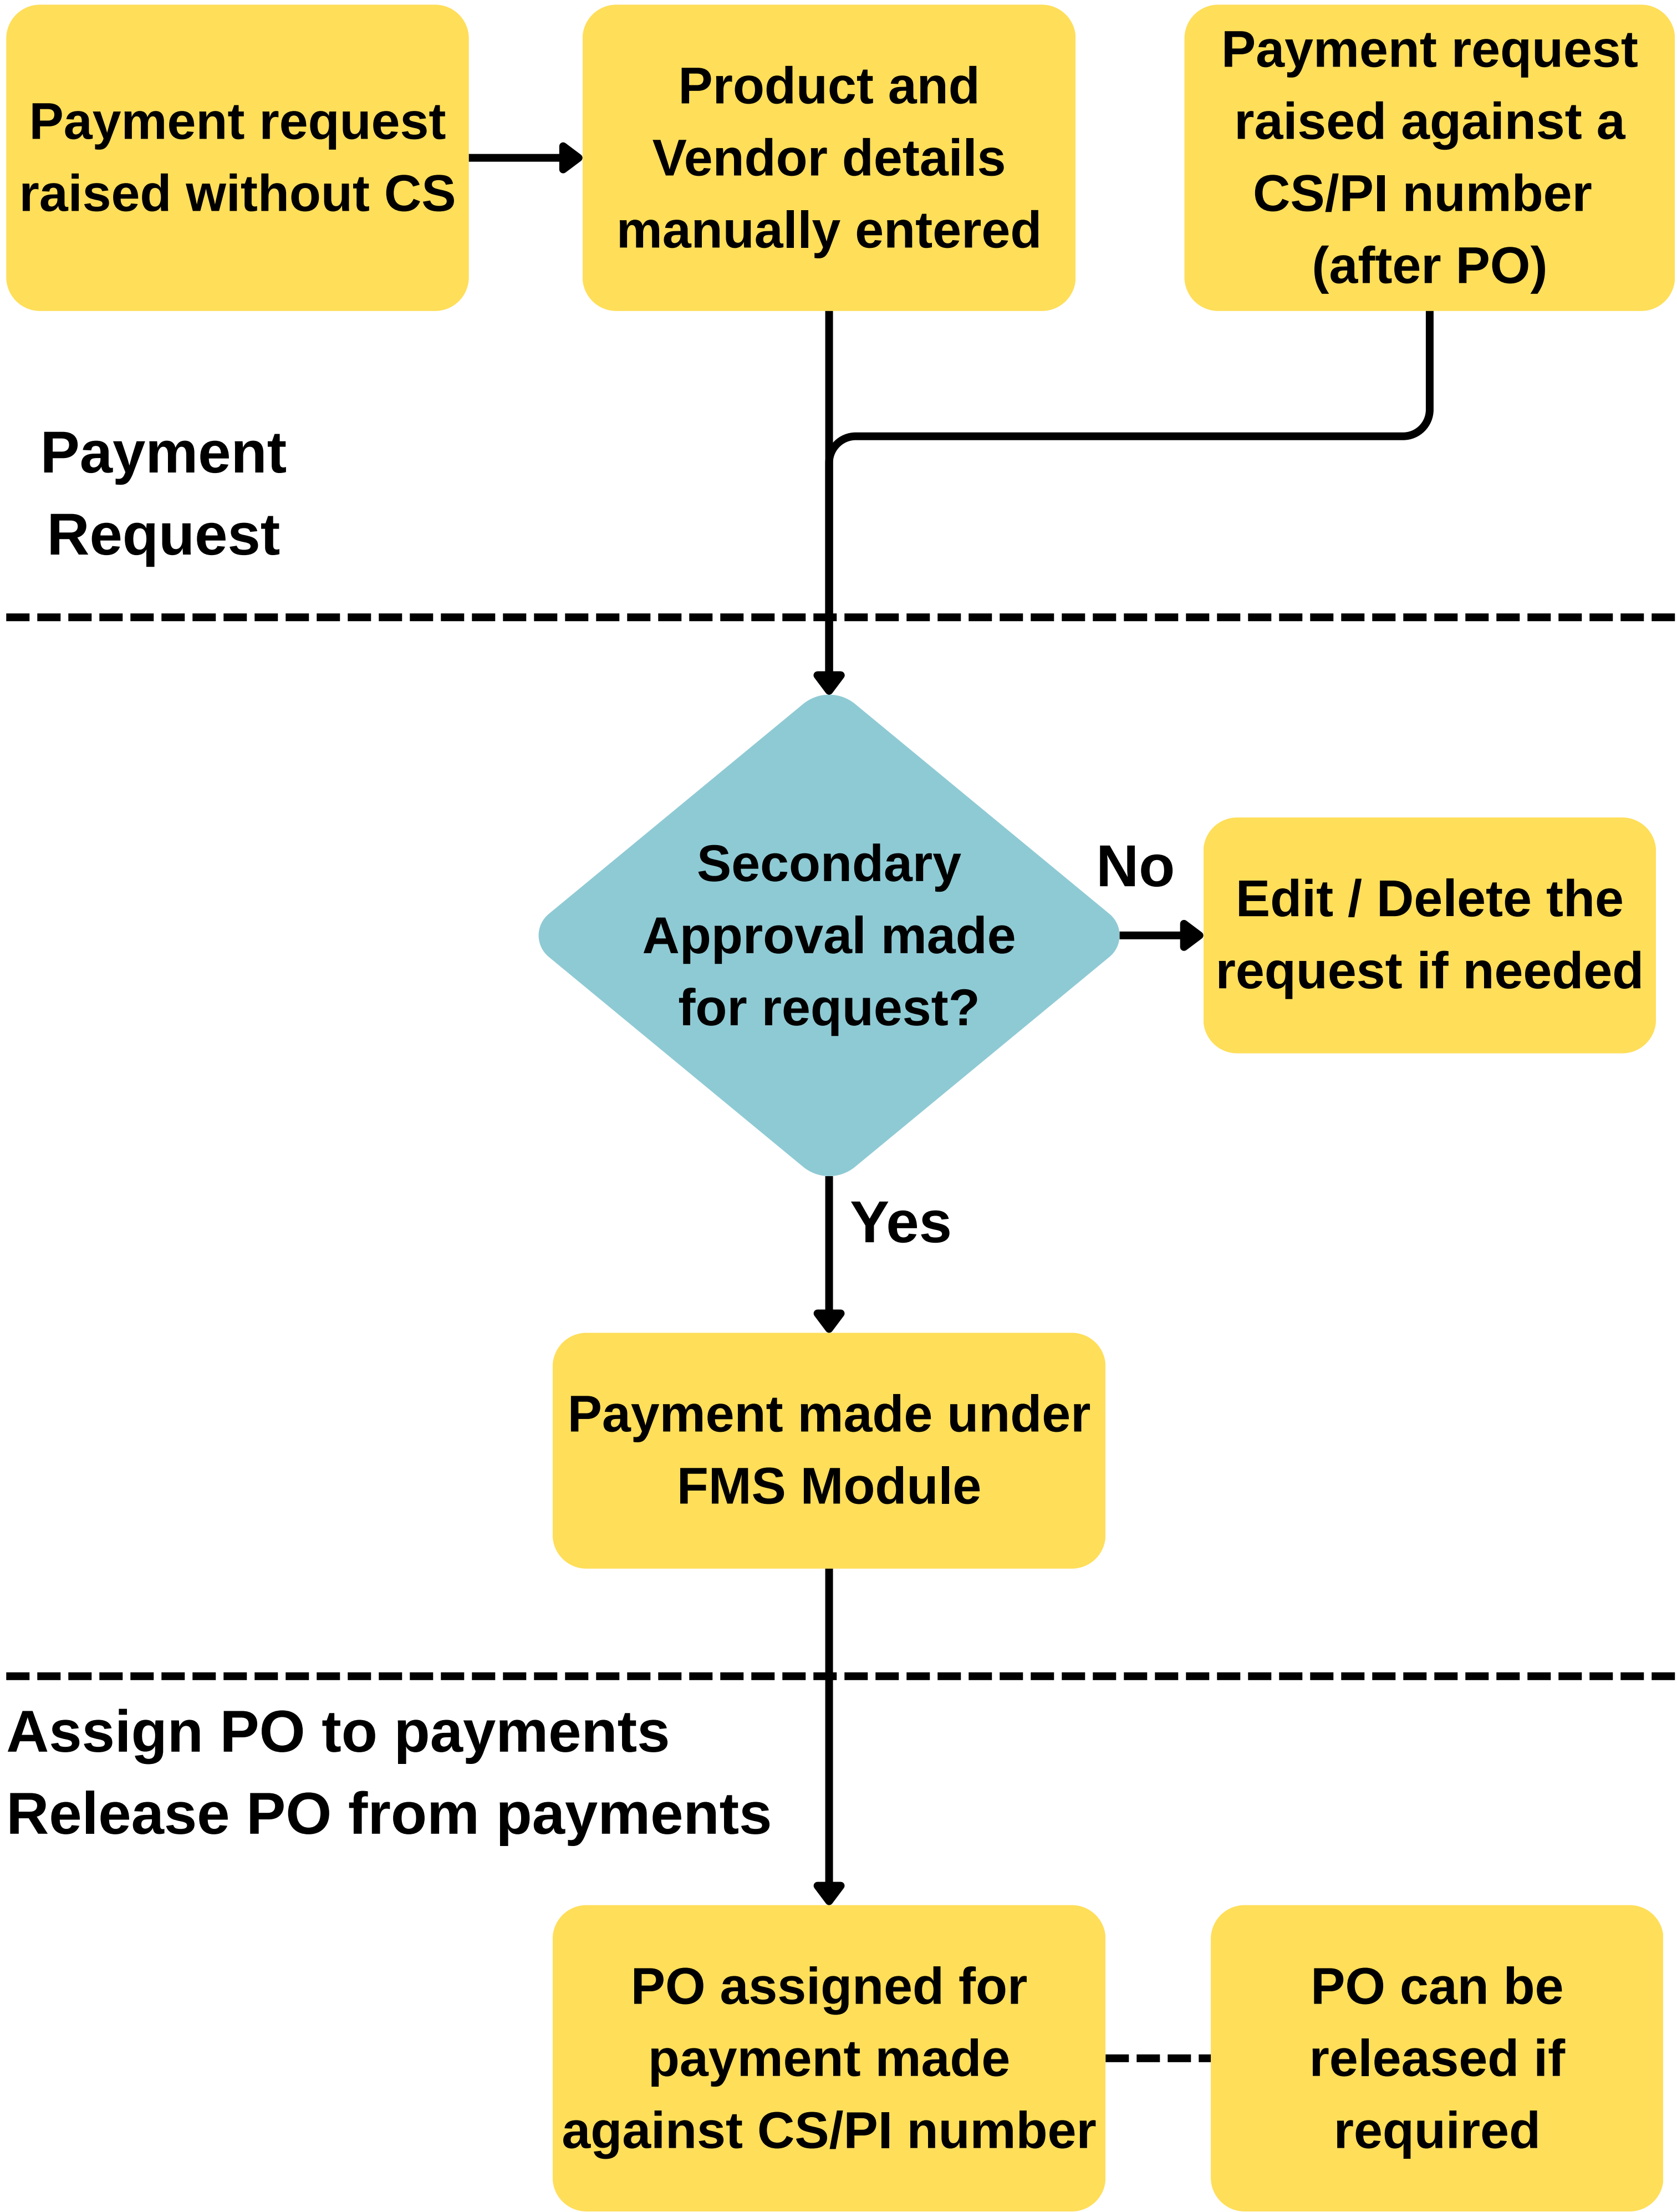 Payment request
raised without CS
Product and
Vendor details
manually entered
Payment request
raised against a
CS/PI number
(after PO)
Payment
Request
Secondary
Approval made
for request?
No
Edit / Delete the
request if needed
Yes
Payment made under
FMS Module
Assign PO to payments
Release PO from payments
PO assigned for
payment made
against CS/PI number
PO can be
released if
required